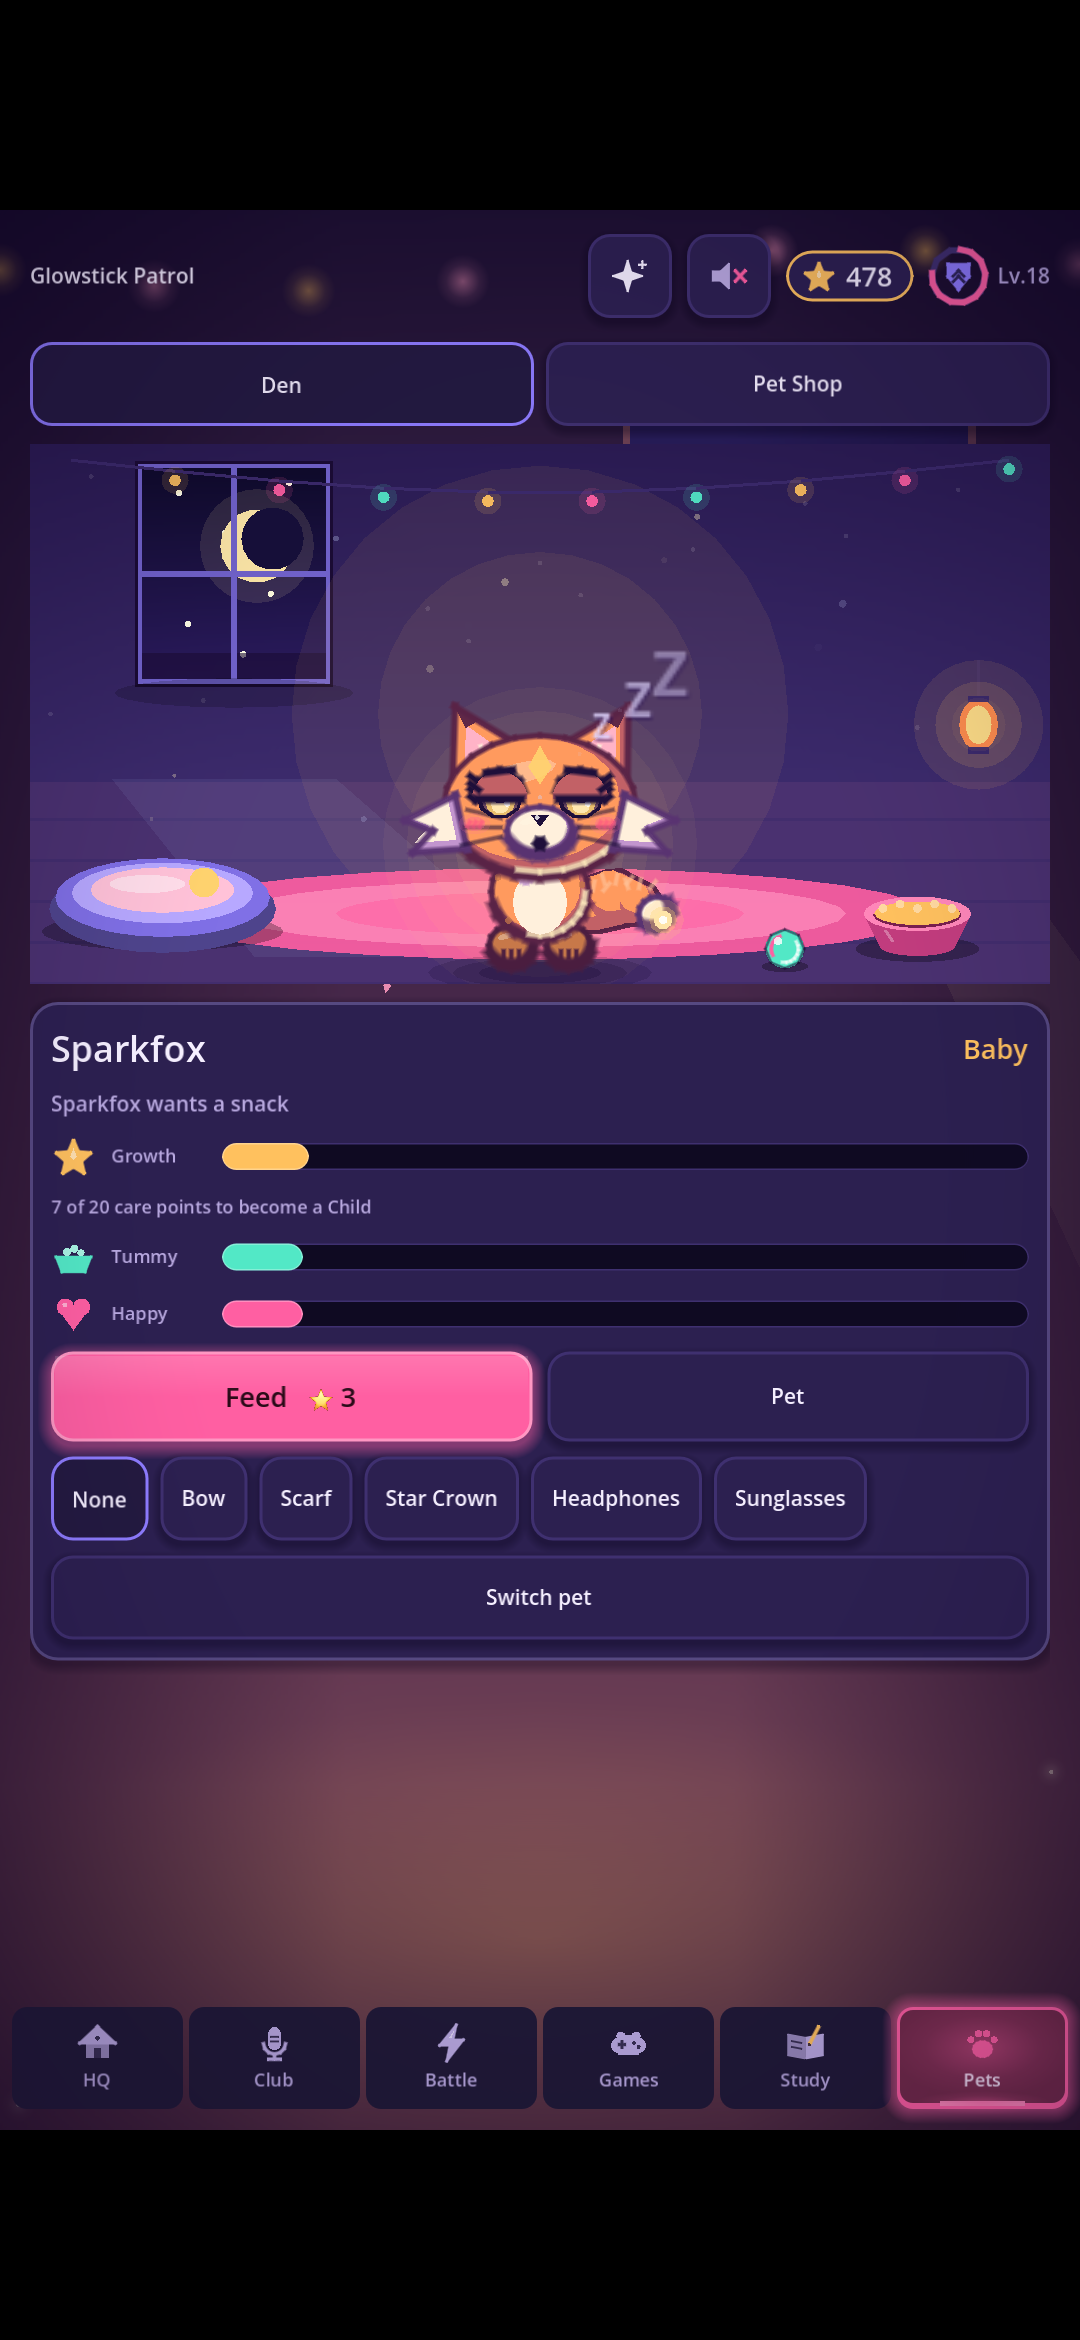 Glowstick Patrol
478
Lv.18
Den
Pet Shop
z z Z
Sparkfox
Baby
Sparkfox wants a snack
Growth
7 of 20 care points to become a Child
Tummy
Happy
Feed 3
Pet
None
Bow
Scarf
Star Crown
Headphones
Sunglasses
Switch pet
HQ
Club
Battle
Games
Study
Pets